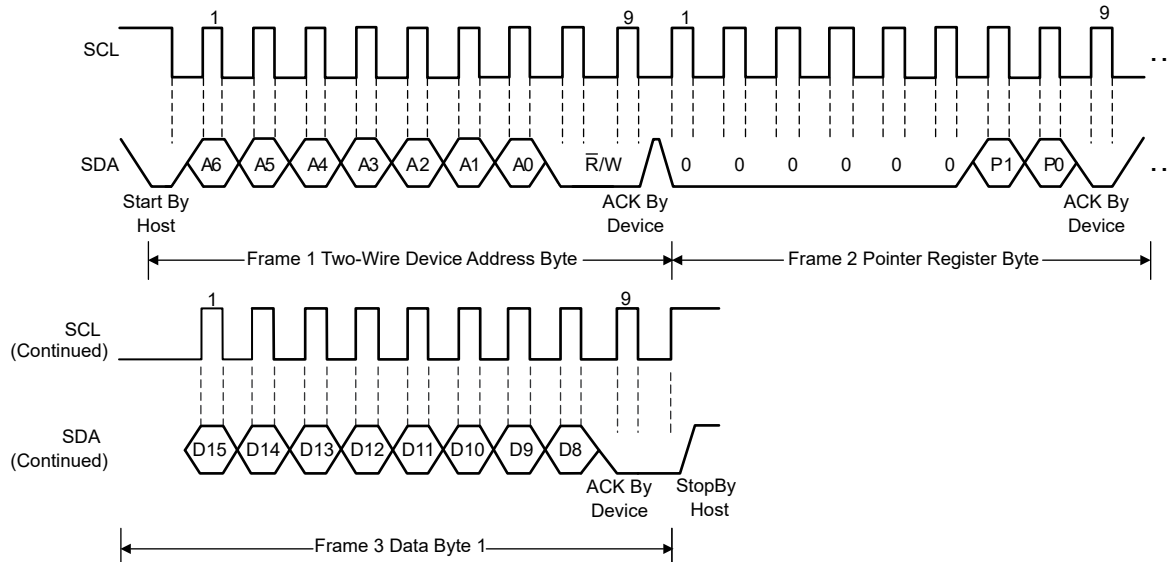 1 9 1 9
SCL
SDA A6 A5 A4 A3 A2 A1 A0 R̅/W 0 0 0 0 0 0 P1 P0
Start By Host
ACK By Device
ACK By Device
Frame 1 Two-Wire Device Address Byte
Frame 2 Pointer Register Byte
1 9
SCL
(Continued)
SDA
(Continued)
D15 D14 D13 D12 D11 D10 D9 D8
ACK By Device
StopBy Host
Frame 3 Data Byte 1